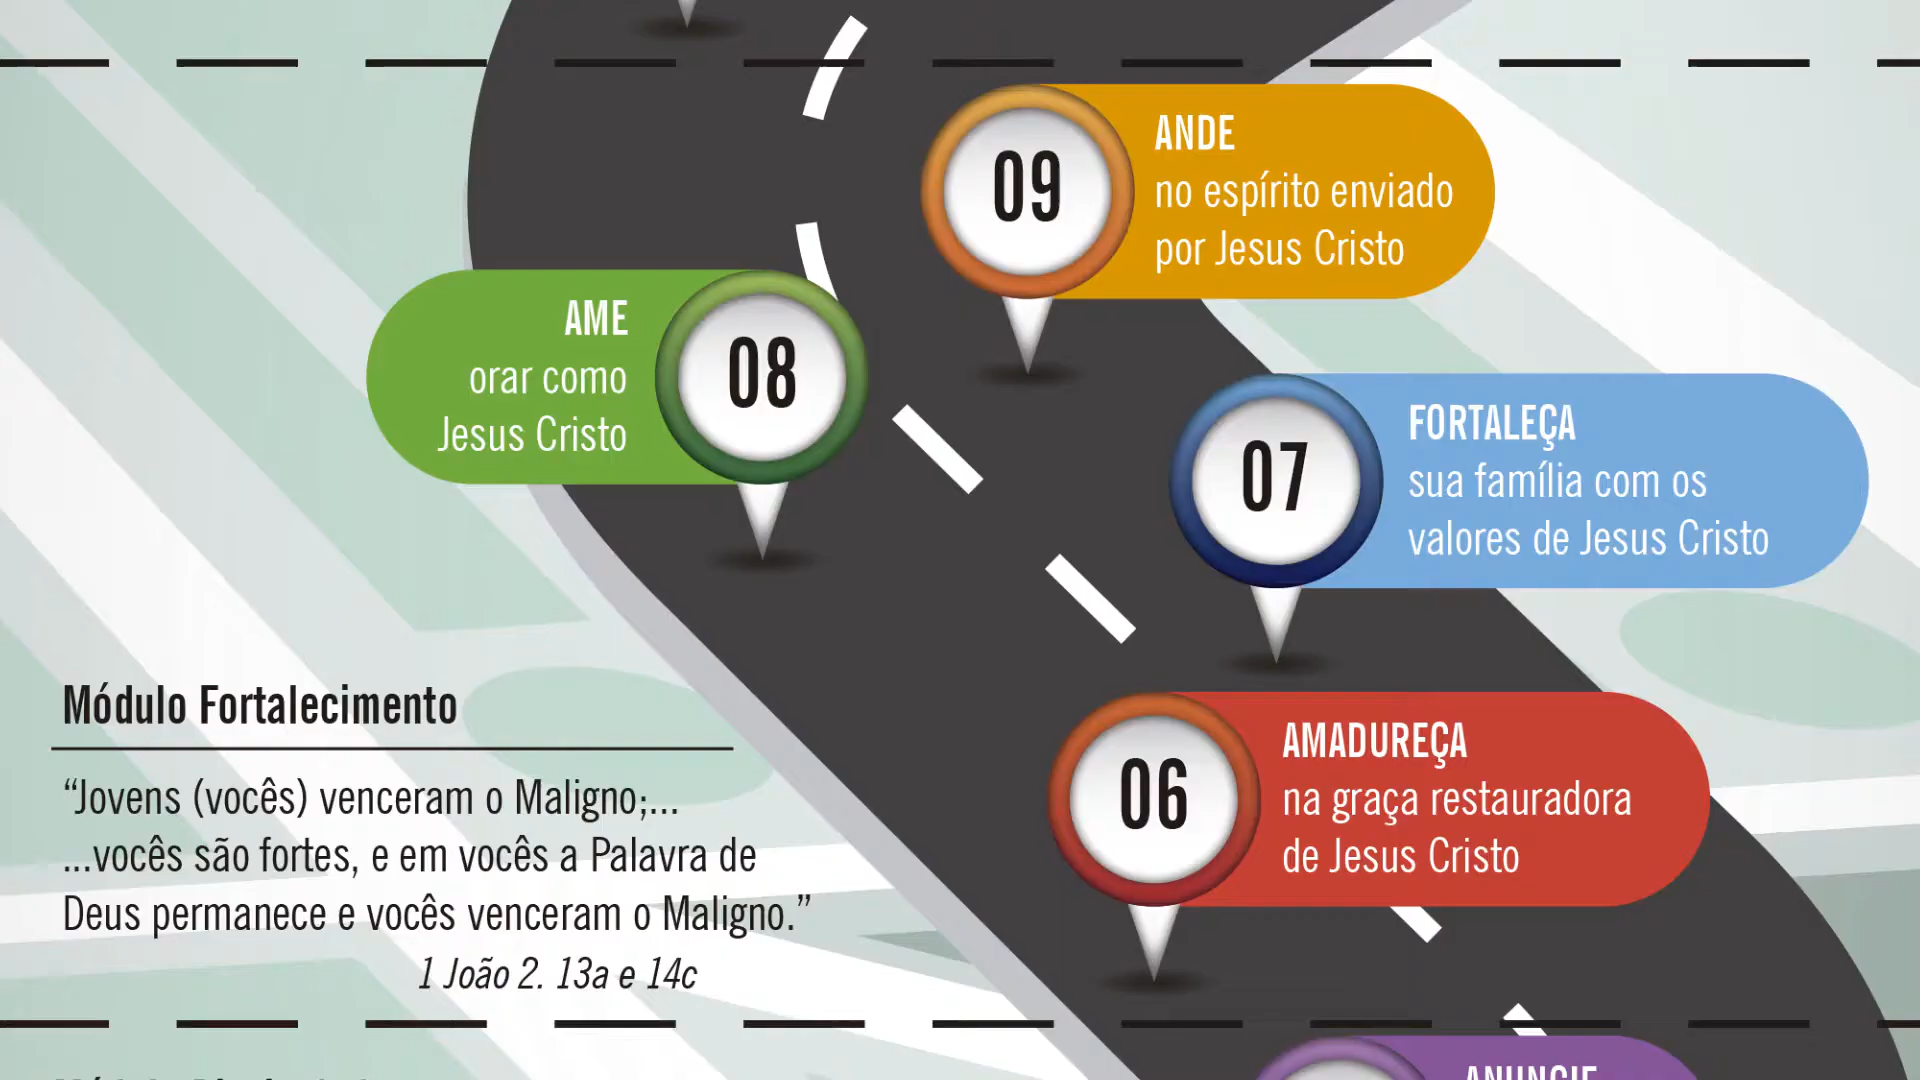 09
ANDE
no espírito enviado
por Jesus Cristo
AME
orar como
Jesus Cristo
08
07
FORTALEÇA
sua família com os
valores de Jesus Cristo
06
AMADUREÇA
na graça restauradora
de Jesus Cristo
Módulo Fortalecimento
“Jovens (vocês) venceram o Maligno;...
...vocês são fortes, e em vocês a Palavra de
Deus permanece e vocês venceram o Maligno.”
1 João 2. 13a e 14c
ANUNCIE